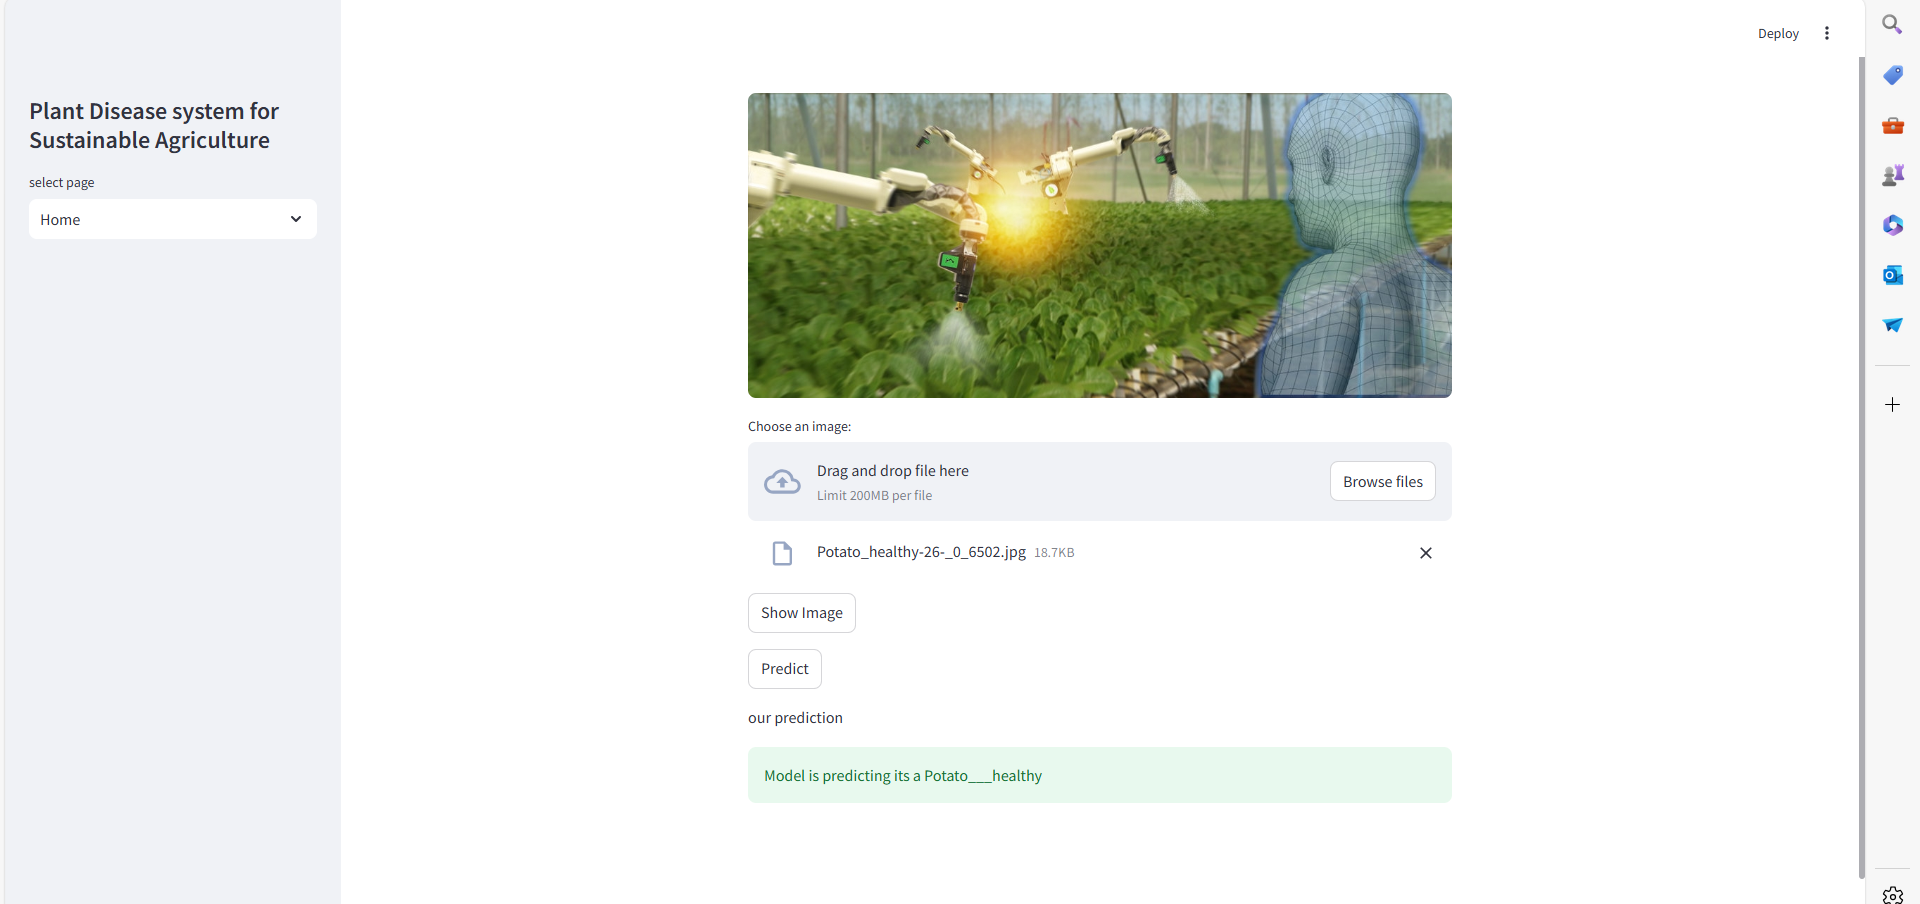 Deploy
Plant Disease system for
Sustainable Agriculture
select page
Home
Choose an image:
Drag and drop file here
Limit 200MB per file
Browse files
Potato_healthy-26-_0_6502.jpg 18.7KB
Show Image
Predict
our prediction
Model is predicting its a Potato___healthy